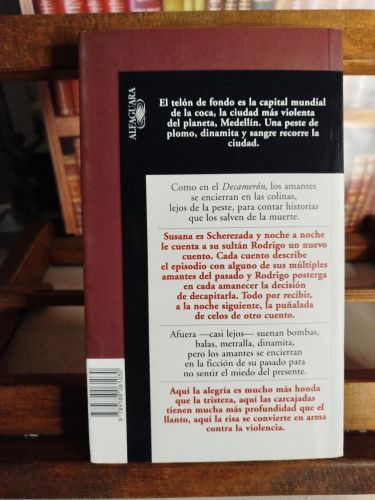 ALFAGUARA
El telón de fondo es la capital mundial
de la coca, la ciudad más violenta
del planeta, Medellín. Una peste de
plomo, dinamita y sangre recorre la
ciudad.
Como en el Decamerón, los amantes
se encierran en las colinas,
lejos de la peste, para contar historias
que los salven de la muerte.
Susana es Scherezada y noche a noche
le cuenta a su sultán Rodrigo un nuevo
cuento. Cada cuento describe
el episodio con alguno de sus múltiples
amantes del pasado y Rodrigo posterga
en cada amanecer la decisión
de decapitarla. Todo por recibir,
a la noche siguiente, la puñalada
de celos de otro cuento.
Afuera —casi lejos— suenan bombas,
balas, metralla, dinamita,
pero los amantes se encierran
en la ficción de su pasado para
no sentir el miedo del presente.
Aquí la alegría es mucho más honda
que la tristeza, aquí las carcajadas
tienen mucha más profundidad que el
llanto, aquí la risa se convierte en arma
contra la violencia.